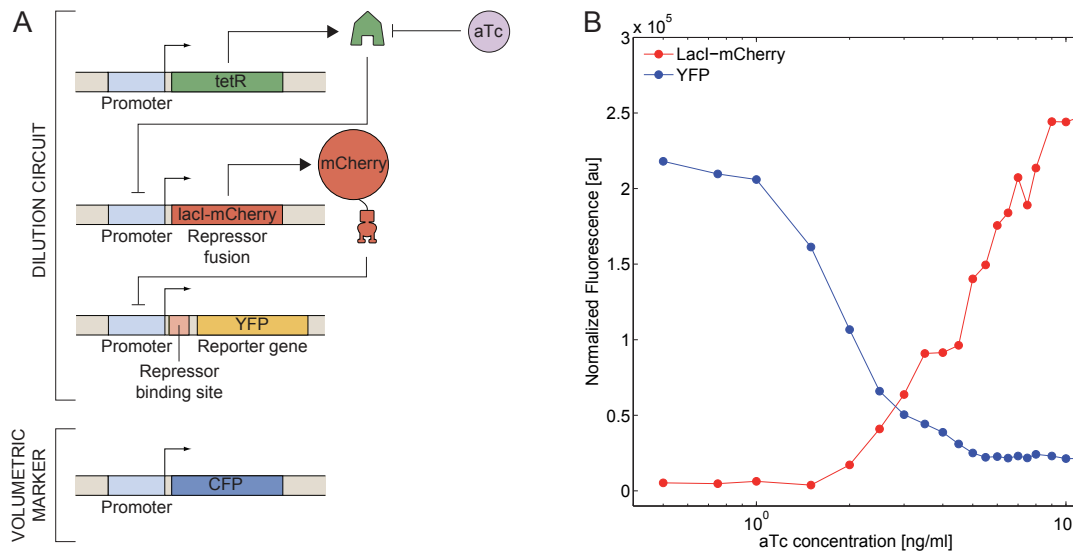 A
aTc
tetR
Promoter
DILUTION CIRCUIT
mCherry
lacI-mCherry
Promoter
Repressor
fusion
YFP
Promoter
Reporter gene
Repressor
binding site
VOLUMETRIC
MARKER
CFP
Promoter
B
x 10^5
LacI−mCherry
YFP
Normalized Fluorescence [au]
3
2.5
2
1.5
1
0.5
0
10^0
10
aTc concentration [ng/ml]